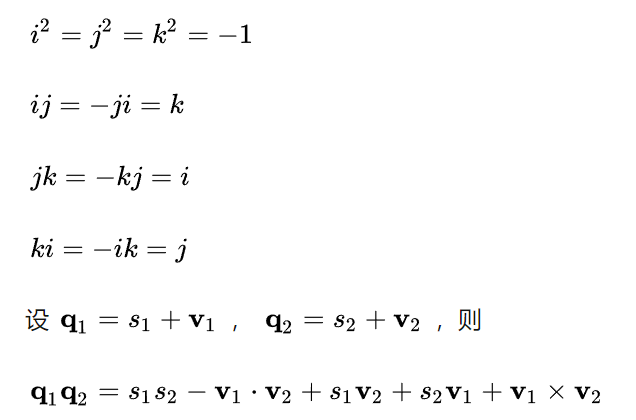 i² = j² = k² = −1
ij = −ji = k
jk = −kj = i
ki = −ik = j
设 q₁ = s₁ + v₁ ， q₂ = s₂ + v₂ ，则
q₁q₂ = s₁s₂ − v₁ · v₂ + s₁v₂ + s₂v₁ + v₁ × v₂